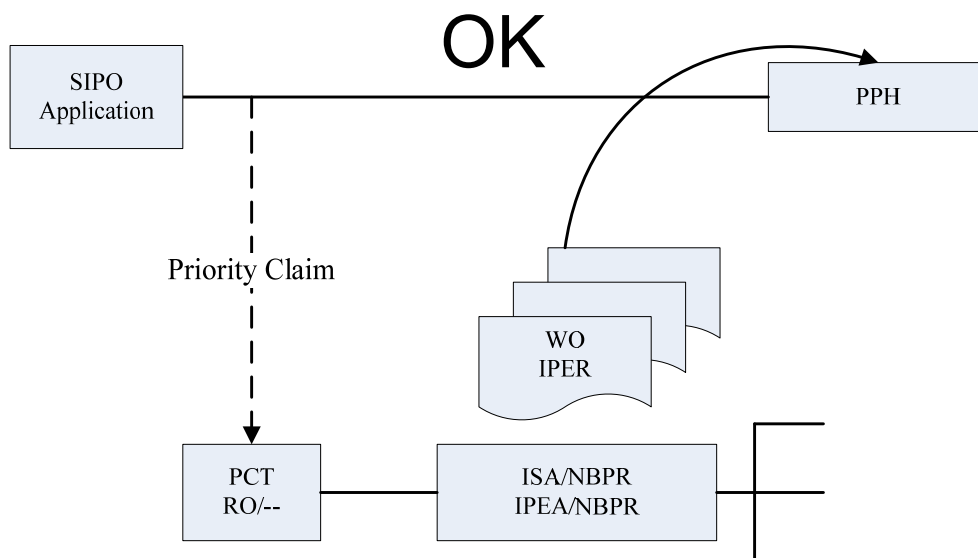 OK
SIPO
Application
PPH
Priority Claim
WO
IPER
PCT
RO/--
ISA/NBPR
IPEA/NBPR